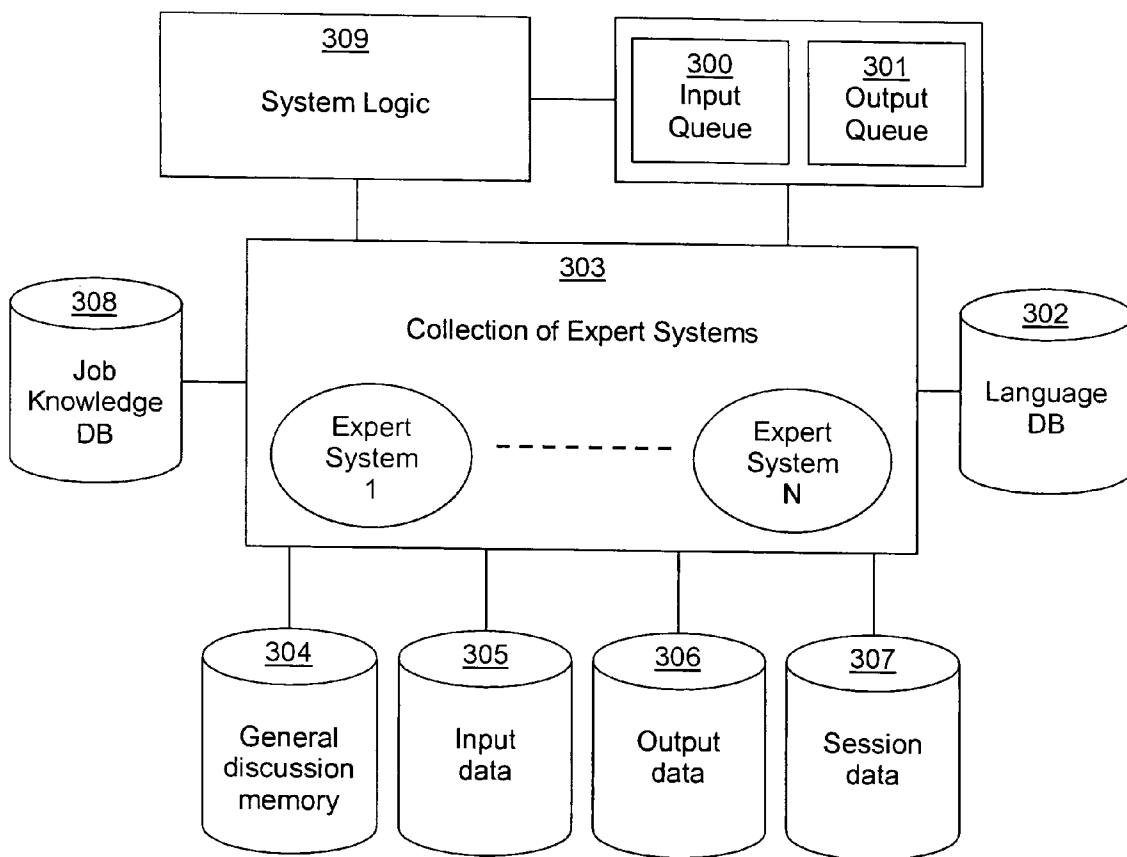 309
System Logic
300
Input
Queue
301
Output
Queue
303
Collection of Expert Systems
308
Job
Knowledge
DB
302
Language
DB
Expert
System
1
Expert
System
N
304
General
discussion
memory
305
Input
data
306
Output
data
307
Session
data